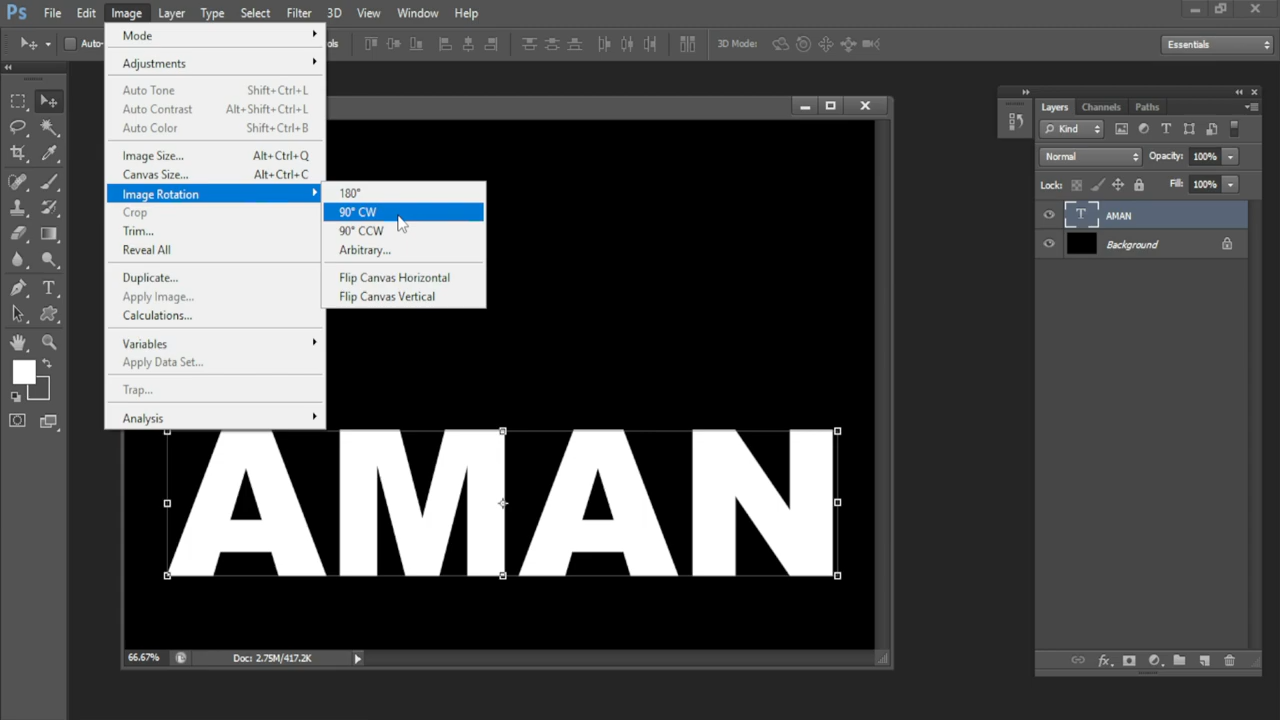 Ps File Edit Image Layer Type Select Filter 3D View Window Help
Auto- ols 3D Mode: Essentials
Mode
Adjustments
Auto Tone Shift+Ctrl+L
Auto Contrast Alt+Shift+Ctrl+L
Auto Color Shift+Ctrl+B
Image Size... Alt+Ctrl+Q
Canvas Size... Alt+Ctrl+C
Image Rotation
Crop
Trim...
Reveal All
Duplicate...
Apply Image...
Calculations...
Variables
Apply Data Set...
Trap...
Analysis
180°
90° CW
90° CCW
Arbitrary...
Flip Canvas Horizontal
Flip Canvas Vertical
AMAN
66.67% Doc: 2.75M/417.2K
Layers Channels Paths
Kind
Normal Opacity: 100%
Lock: Fill: 100%
T AMAN
Background
fx